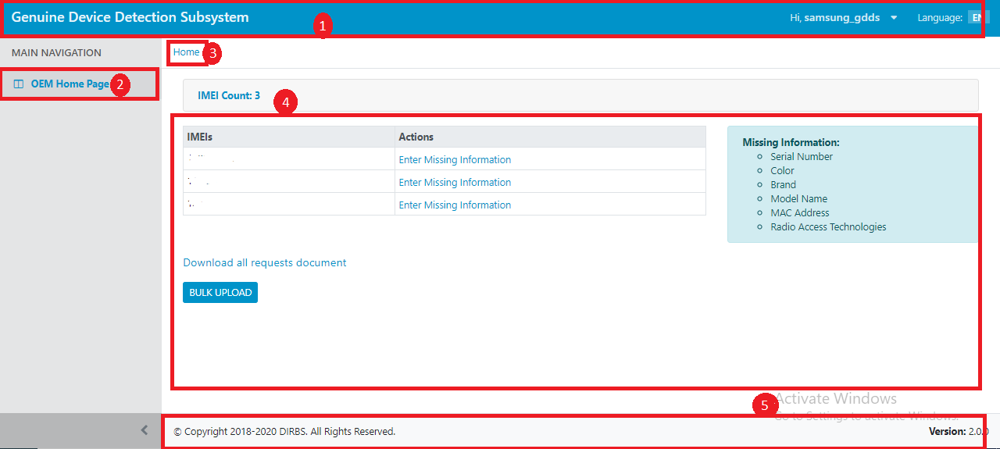 Genuine Device Detection Subsystem
Hi, samsung_gdds
Language: EN
1
MAIN NAVIGATION
Home
3
OEM Home Page
2
IMEI Count: 3
4
IMEIs Actions
Enter Missing Information
Enter Missing Information
Enter Missing Information
Missing Information:
Serial Number
Color
Brand
Model Name
MAC Address
Radio Access Technologies
Download all requests document
BULK UPLOAD
5
Activate Windows
Go to Settings to activate Windows.
© Copyright 2018-2020 DIRBS. All Rights Reserved.
Version: 2.0.0